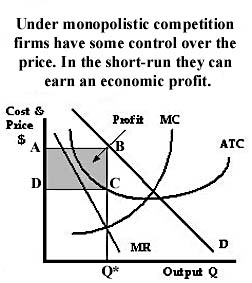 Under monopolistic competition
firms have some control over the
price. In the short-run they can
earn an economic profit.
Cost &
Price
$
Profit
MC
ATC
A
B
D
C
MR
D
Q*
Output Q